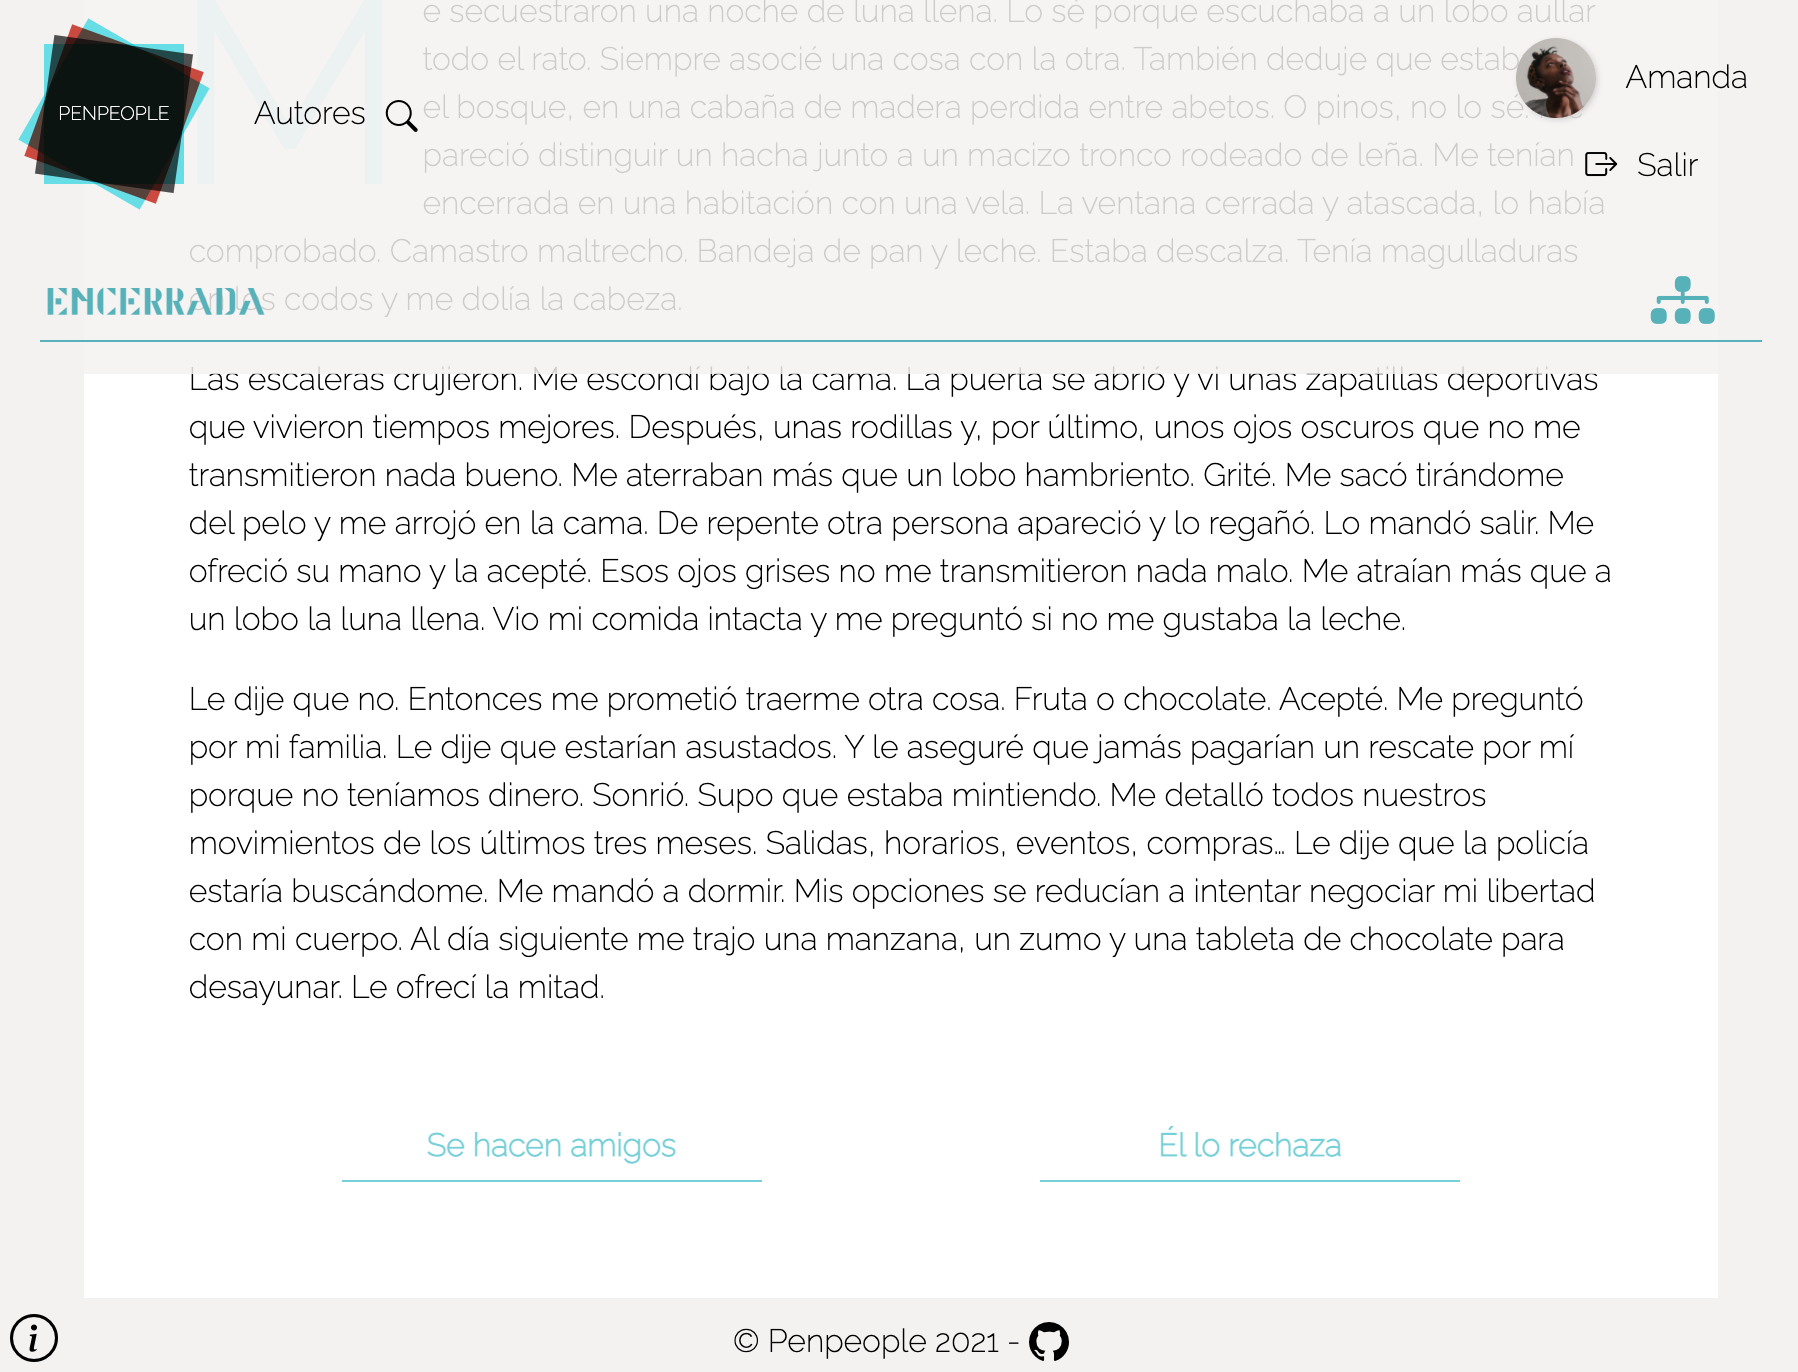 e secuestraron una noche de luna llena. Lo sé porque escuchaba a un lobo aullar
todo el rato. Siempre asocié una cosa con la otra. También deduje que estab
el bosque, en una cabaña de madera perdida entre abetos. O pinos, no lo sé.
pareció distinguir un hacha junto a un macizo tronco rodeado de leña. Me tenían
encerrada en una habitación con una vela. La ventana cerrada y atascada, lo había
comprobado. Camastro maltrecho. Bandeja de pan y leche. Estaba descalza. Tenía magulladuras
en los codos y me dolía la cabeza.
M
PENPEOPLE
Autores
Amanda
Salir
ENCERRADA
Las escaleras crujieron. Me escondí bajo la cama. La puerta se abrió y vi unas zapatillas deportivas
que vivieron tiempos mejores. Después, unas rodillas y, por último, unos ojos oscuros que no me
transmitieron nada bueno. Me aterraban más que un lobo hambriento. Grité. Me sacó tirándome
del pelo y me arrojó en la cama. De repente otra persona apareció y lo regañó. Lo mandó salir. Me
ofreció su mano y la acepté. Esos ojos grises no me transmitieron nada malo. Me atraían más que a
un lobo la luna llena. Vio mi comida intacta y me preguntó si no me gustaba la leche.
Le dije que no. Entonces me prometió traerme otra cosa. Fruta o chocolate. Acepté. Me preguntó
por mi familia. Le dije que estarían asustados. Y le aseguré que jamás pagarían un rescate por mí
porque no teníamos dinero. Sonrió. Supo que estaba mintiendo. Me detalló todos nuestros
movimientos de los últimos tres meses. Salidas, horarios, eventos, compras... Le dije que la policía
estaría buscándome. Me mandó a dormir. Mis opciones se reducían a intentar negociar mi libertad
con mi cuerpo. Al día siguiente me trajo una manzana, un zumo y una tableta de chocolate para
desayunar. Le ofrecí la mitad.
Se hacen amigos
Él lo rechaza
i
© Penpeople 2021 -